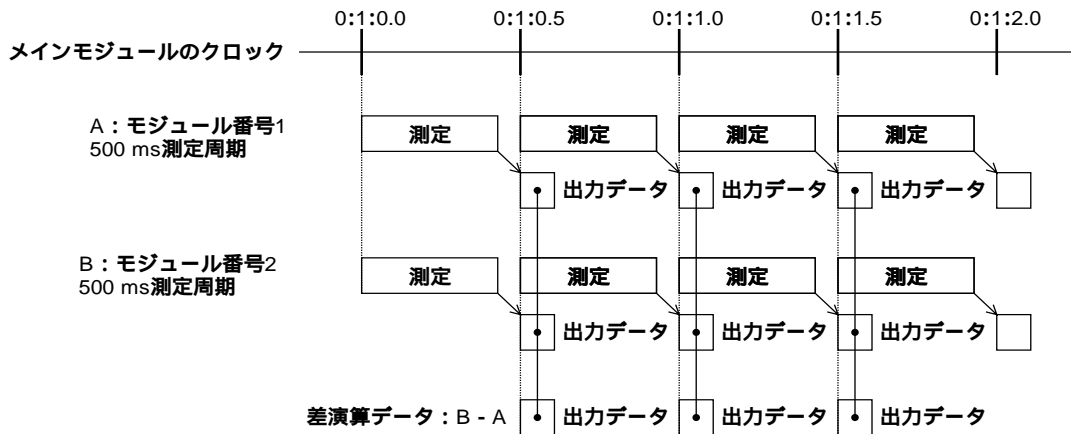 0:1:0.0 0:1:0.5 0:1:1.0 0:1:1.5 0:1:2.0
メインモジュールのクロック
A：モジュール番号1
500 ms測定周期
測定 測定 測定 測定
出力データ 出力データ 出力データ
B：モジュール番号2
500 ms測定周期
測定 測定 測定 測定
出力データ 出力データ 出力データ
差演算データ：B - A 出力データ 出力データ 出力データ